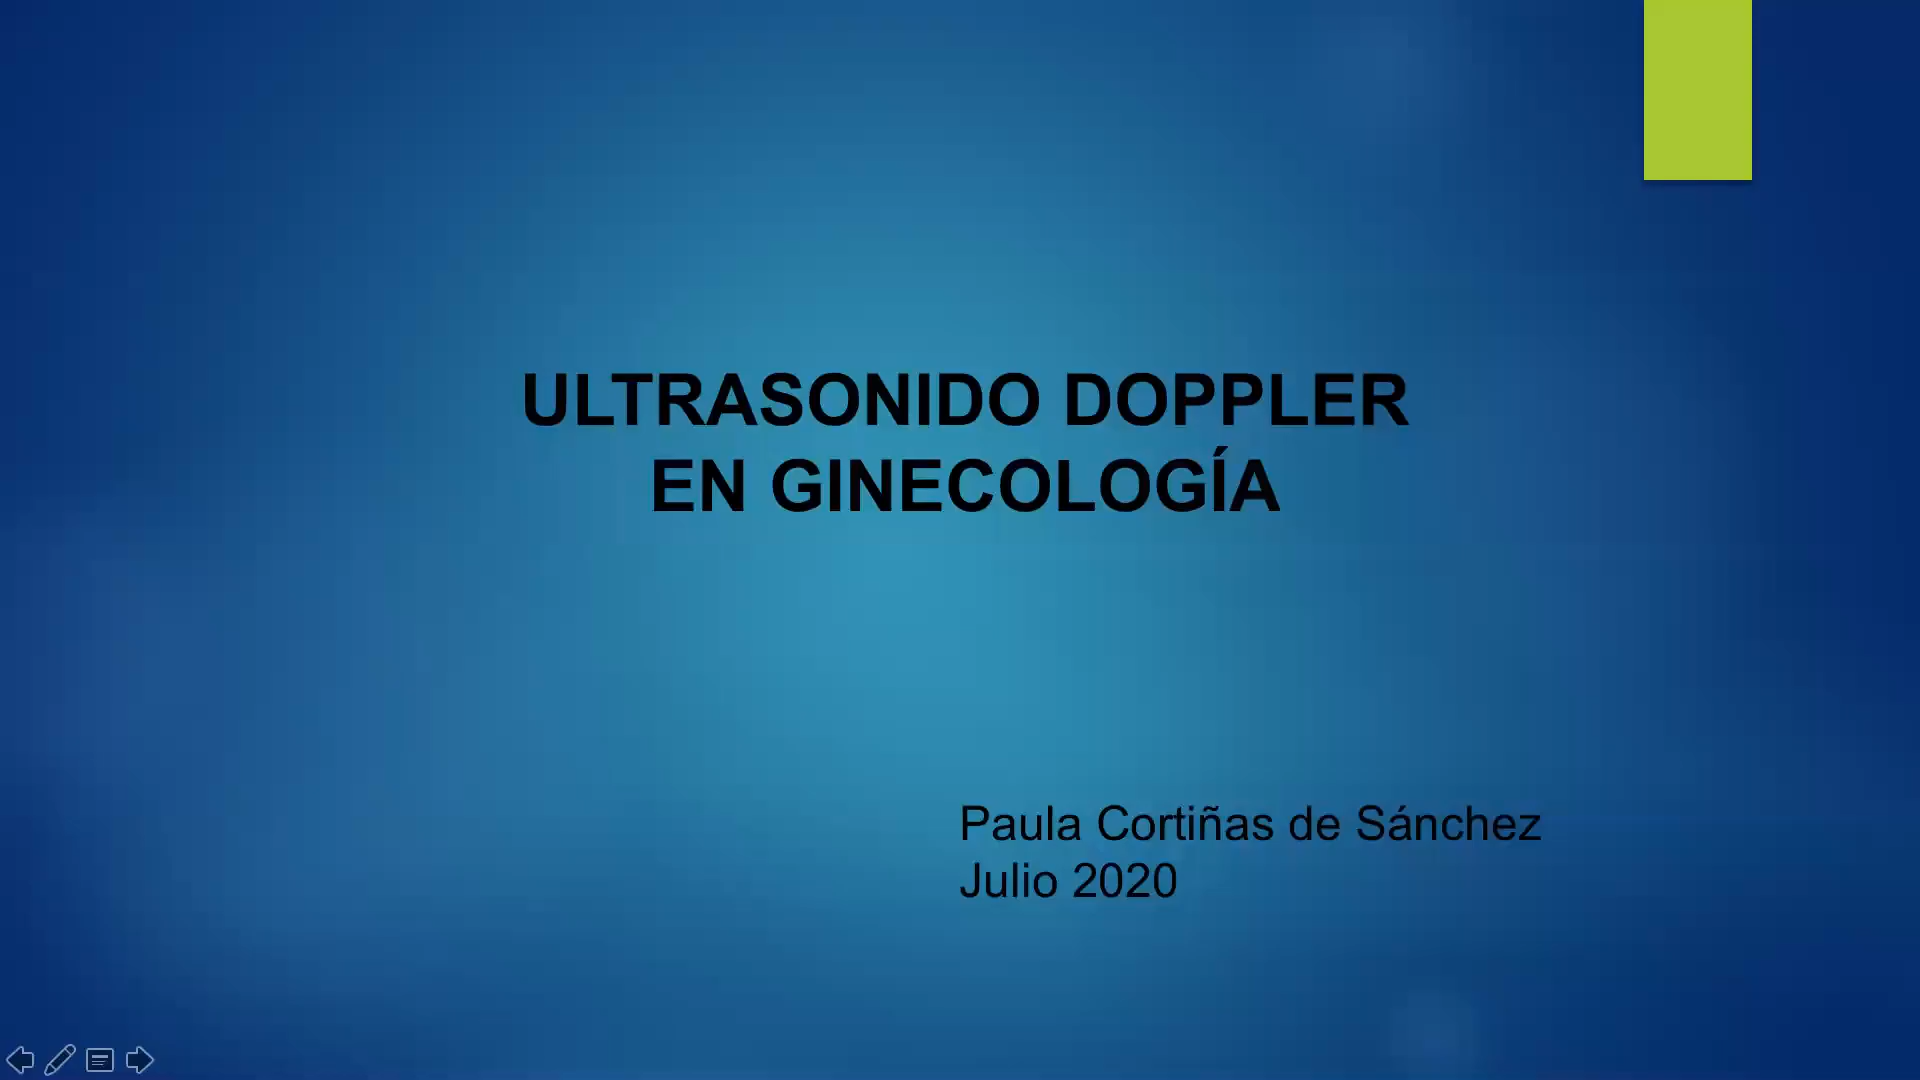 ULTRASONIDO DOPPLER
EN GINECOLOGÍA
Paula Cortiñas de Sánchez
Julio 2020